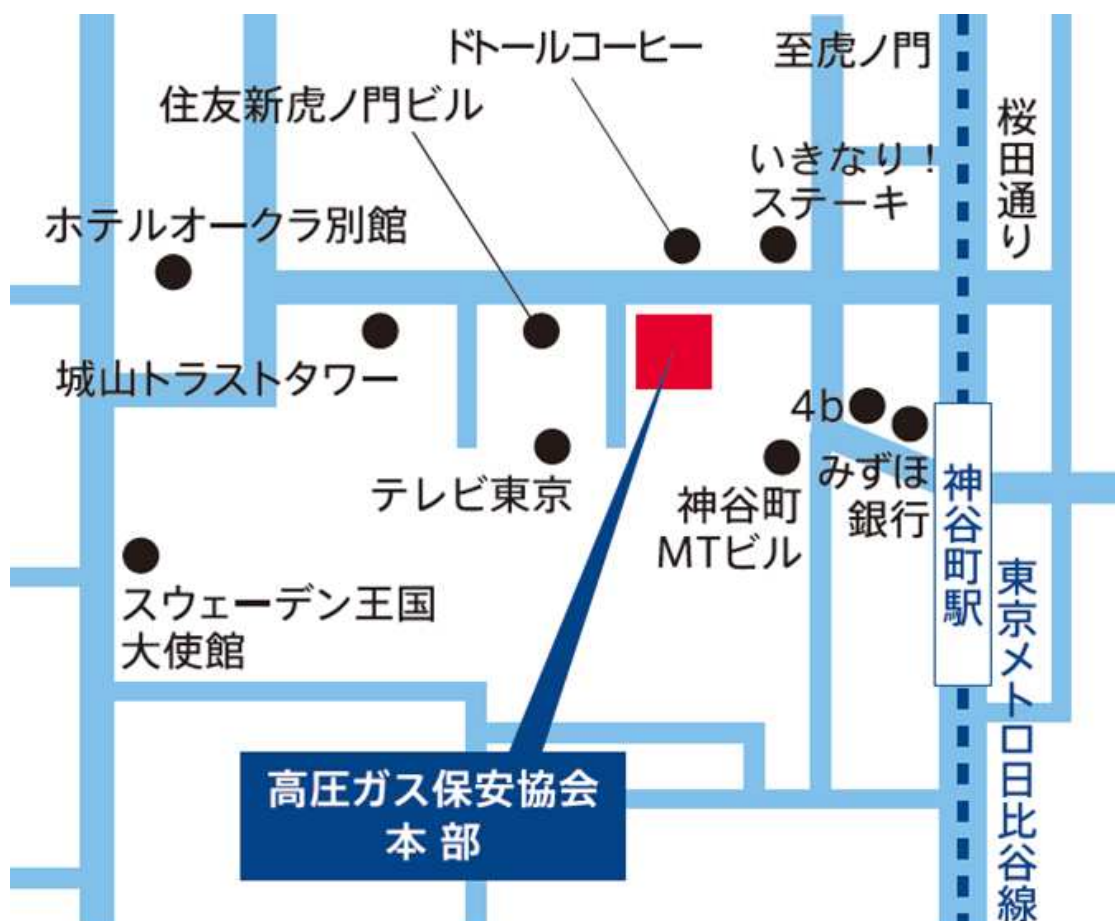 ドトールコーヒー
至虎ノ門
住友新虎ノ門ビル
桜田通り
いきなり！
ステーキ
ホテルオークラ別館
城山トラストタワー
4b
みずほ
銀行
テレビ東京
神谷町
MTビル
神谷町駅
東京メトロ日比谷線
スウェーデン王国
大使館
高圧ガス保安協会
本部